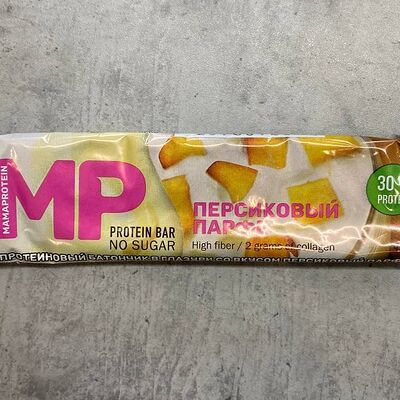 MAMAPROTEIN
MP
PROTEIN BAR
NO SUGAR
ПЕРСИКОВЫЙ
ПАРФЕ
High fiber / 2 grams of collagen
30%
PROTEIN
ПРОТЕИНОВЫЙ БАТОНЧИК В ГЛАЗУРИ СО ВКУСОМ ПЕРСИКОВЫЙ ПАРФЕ